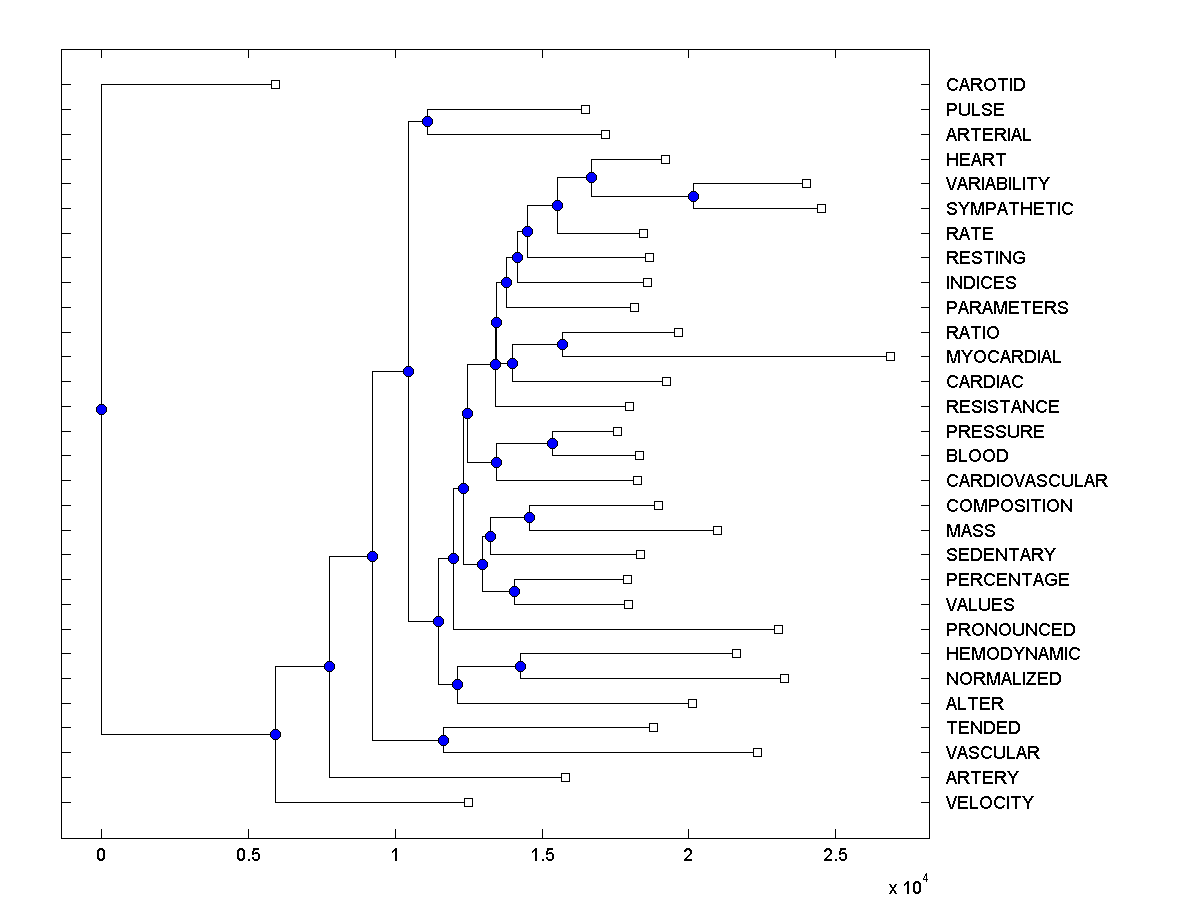 CAROTID
PULSE
ARTERIAL
HEART
VARIABILITY
SYMPATHETIC
RATE
RESTING
INDICES
PARAMETERS
RATIO
MYOCARDIAL
CARDIAC
RESISTANCE
PRESSURE
BLOOD
CARDIOVASCULAR
COMPOSITION
MASS
SEDENTARY
PERCENTAGE
VALUES
PRONOUNCED
HEMODYNAMIC
NORMALIZED
ALTER
TENDED
VASCULAR
ARTERY
VELOCITY
0 0.5 1 1.5 2 2.5
x 10^4